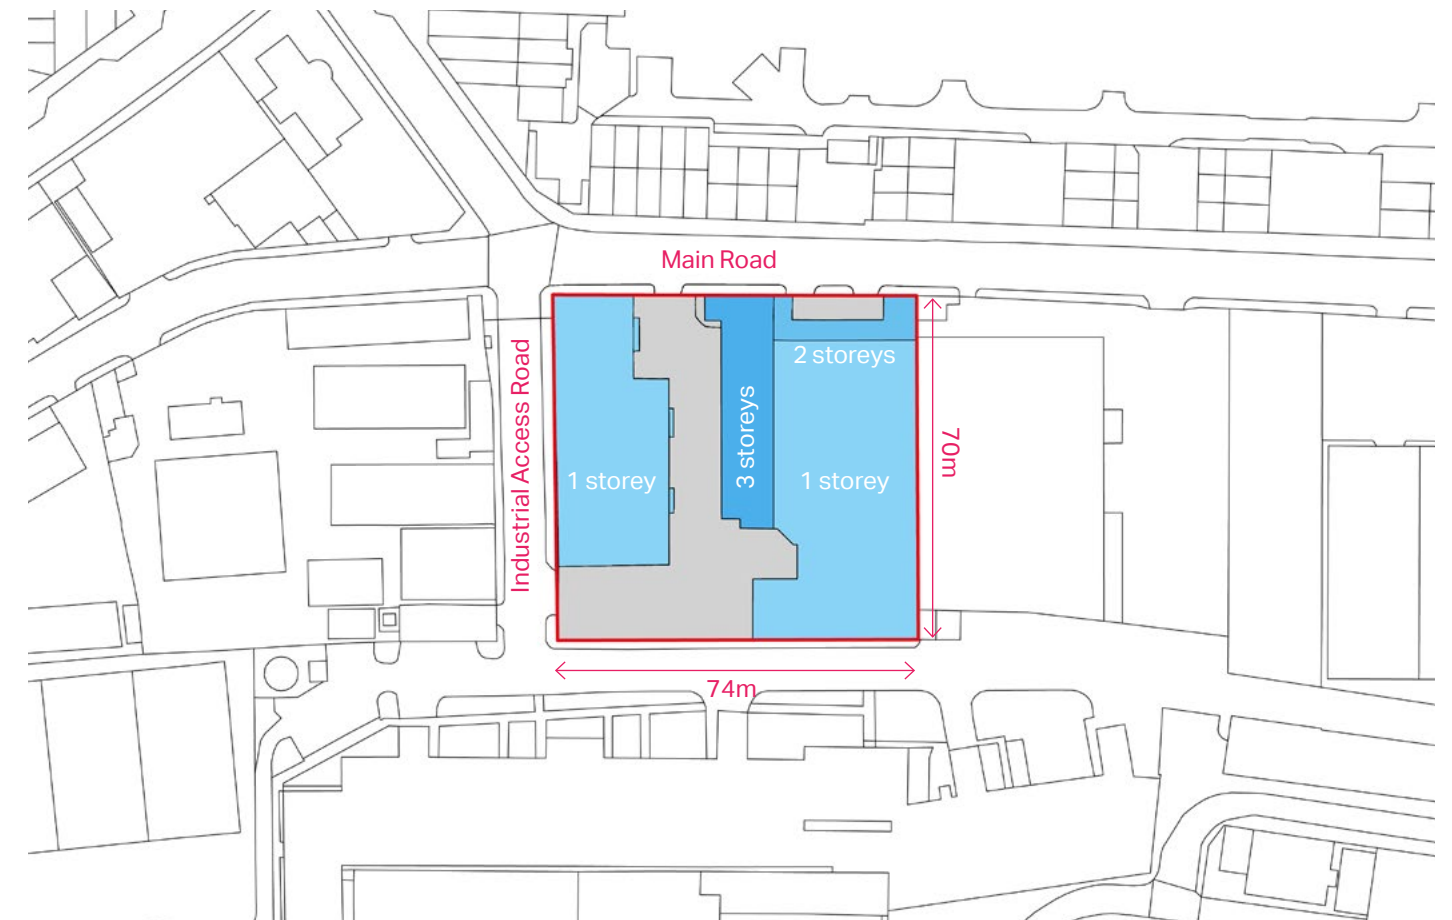 Main Road
2 storeys
Industrial Access Road
3 storeys
70m
1 storey
1 storey
74m